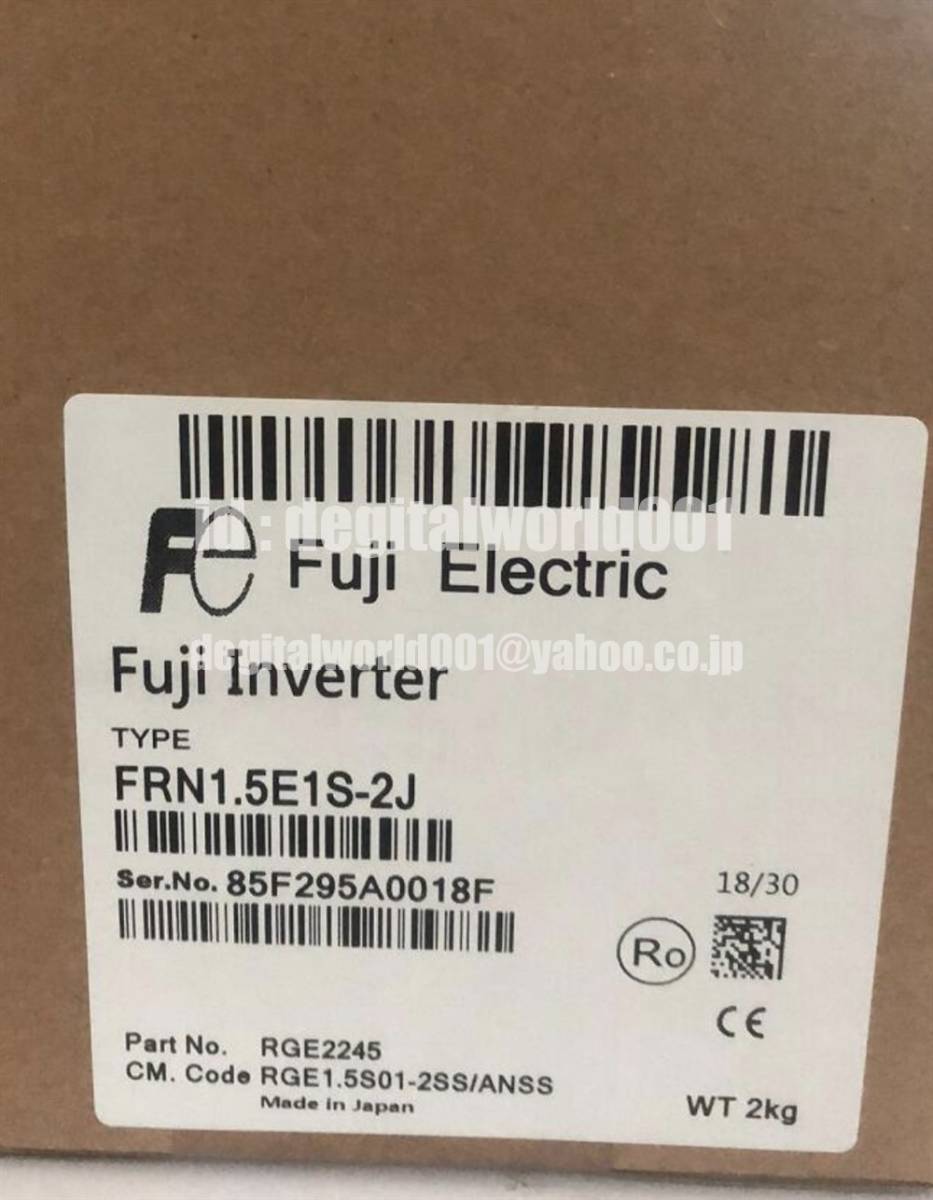 id : degitalworld001
Fe Fuji Electric
degitalworld001@yahoo.co.jp
Fuji Inverter
TYPE
FRN1.5E1S-2J
Ser.No. 85F295A0018F
18/30
Ro
CE
Part No. RGE2245
CM. Code RGE1.5S01-2SS/ANSS
Made in Japan
WT 2kg